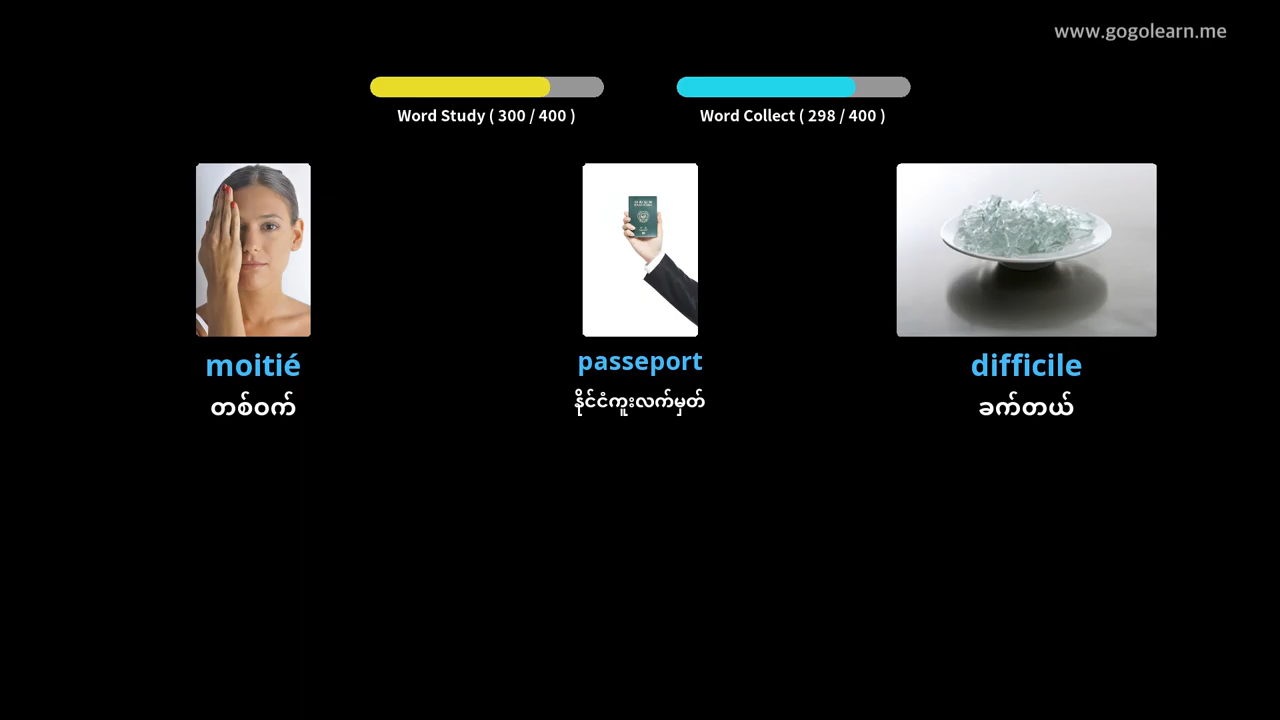 www.gogolearn.me
Word Study ( 300 / 400 )
Word Collect ( 298 / 400 )
moitié
passeport
difficile
တစ်ဝက်
နိုင်ငံကူးလက်မှတ်
ခက်တယ်